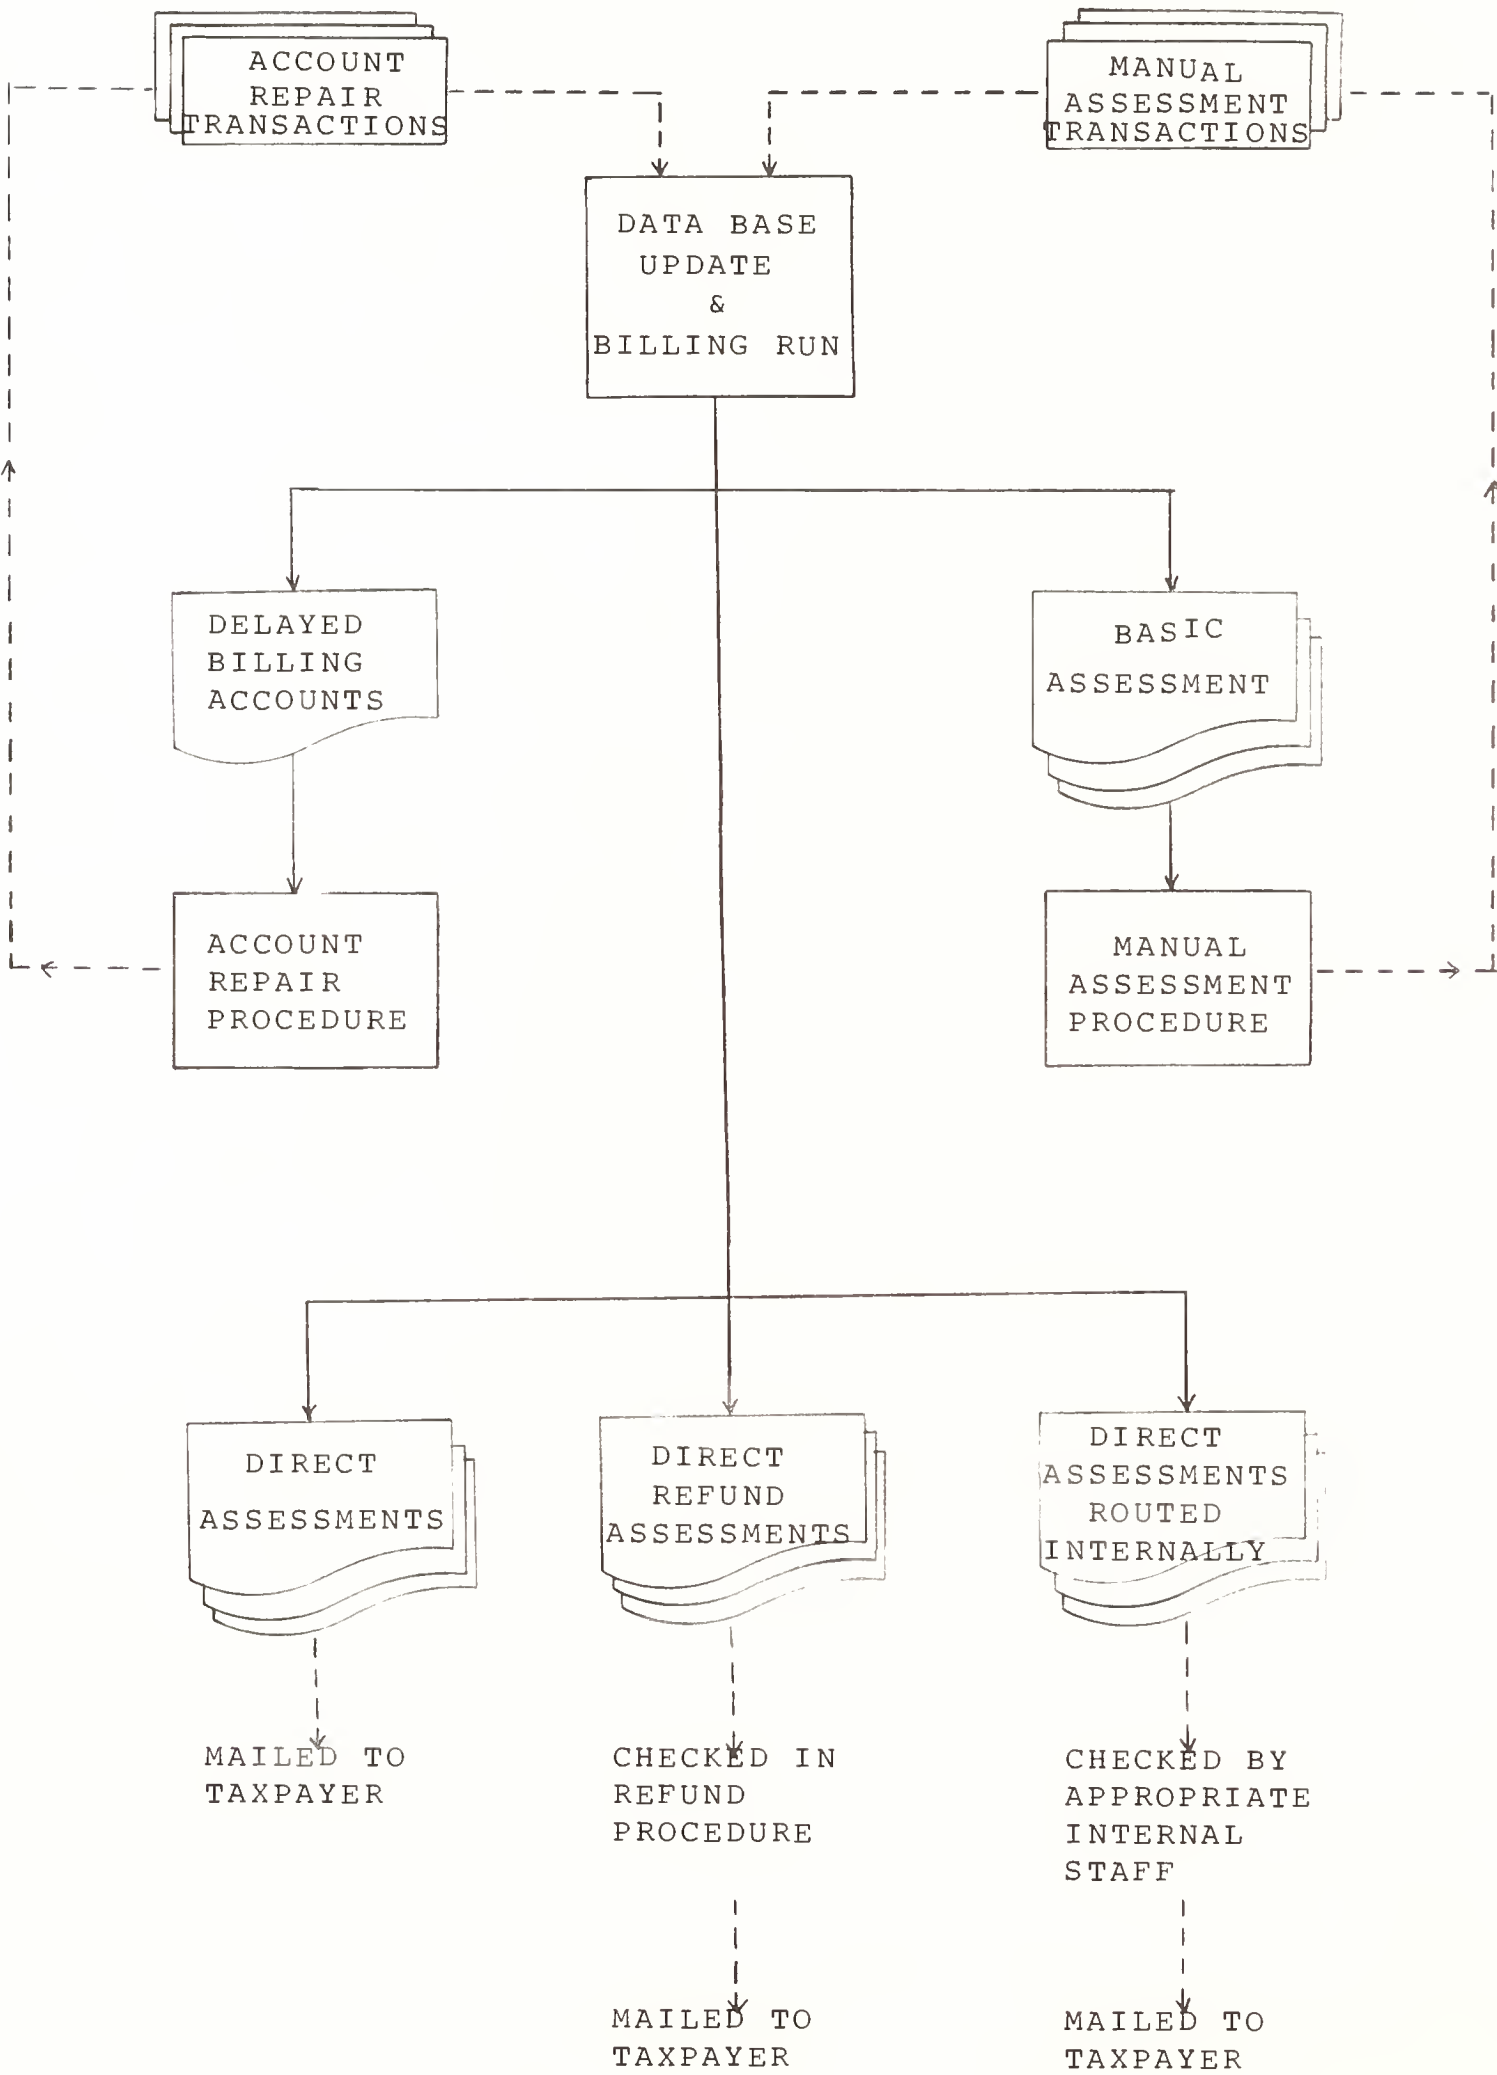 ACCOUNT
REPAIR
TRANSACTIONS
MANUAL
ASSESSMENT
TRANSACTIONS
DATA BASE
UPDATE
&
BILLING RUN
DELAYED
BILLING
ACCOUNTS
BASIC
ASSESSMENT
ACCOUNT
REPAIR
PROCEDURE
MANUAL
ASSESSMENT
PROCEDURE
DIRECT
ASSESSMENTS
DIRECT
REFUND
ASSESSMENTS
DIRECT
ASSESSMENTS
ROUTED
INTERNALLY
MAILED TO
TAXPAYER
CHECKED IN
REFUND
PROCEDURE
CHECKED BY
APPROPRIATE
INTERNAL
STAFF
MAILED TO
TAXPAYER
MAILED TO
TAXPAYER